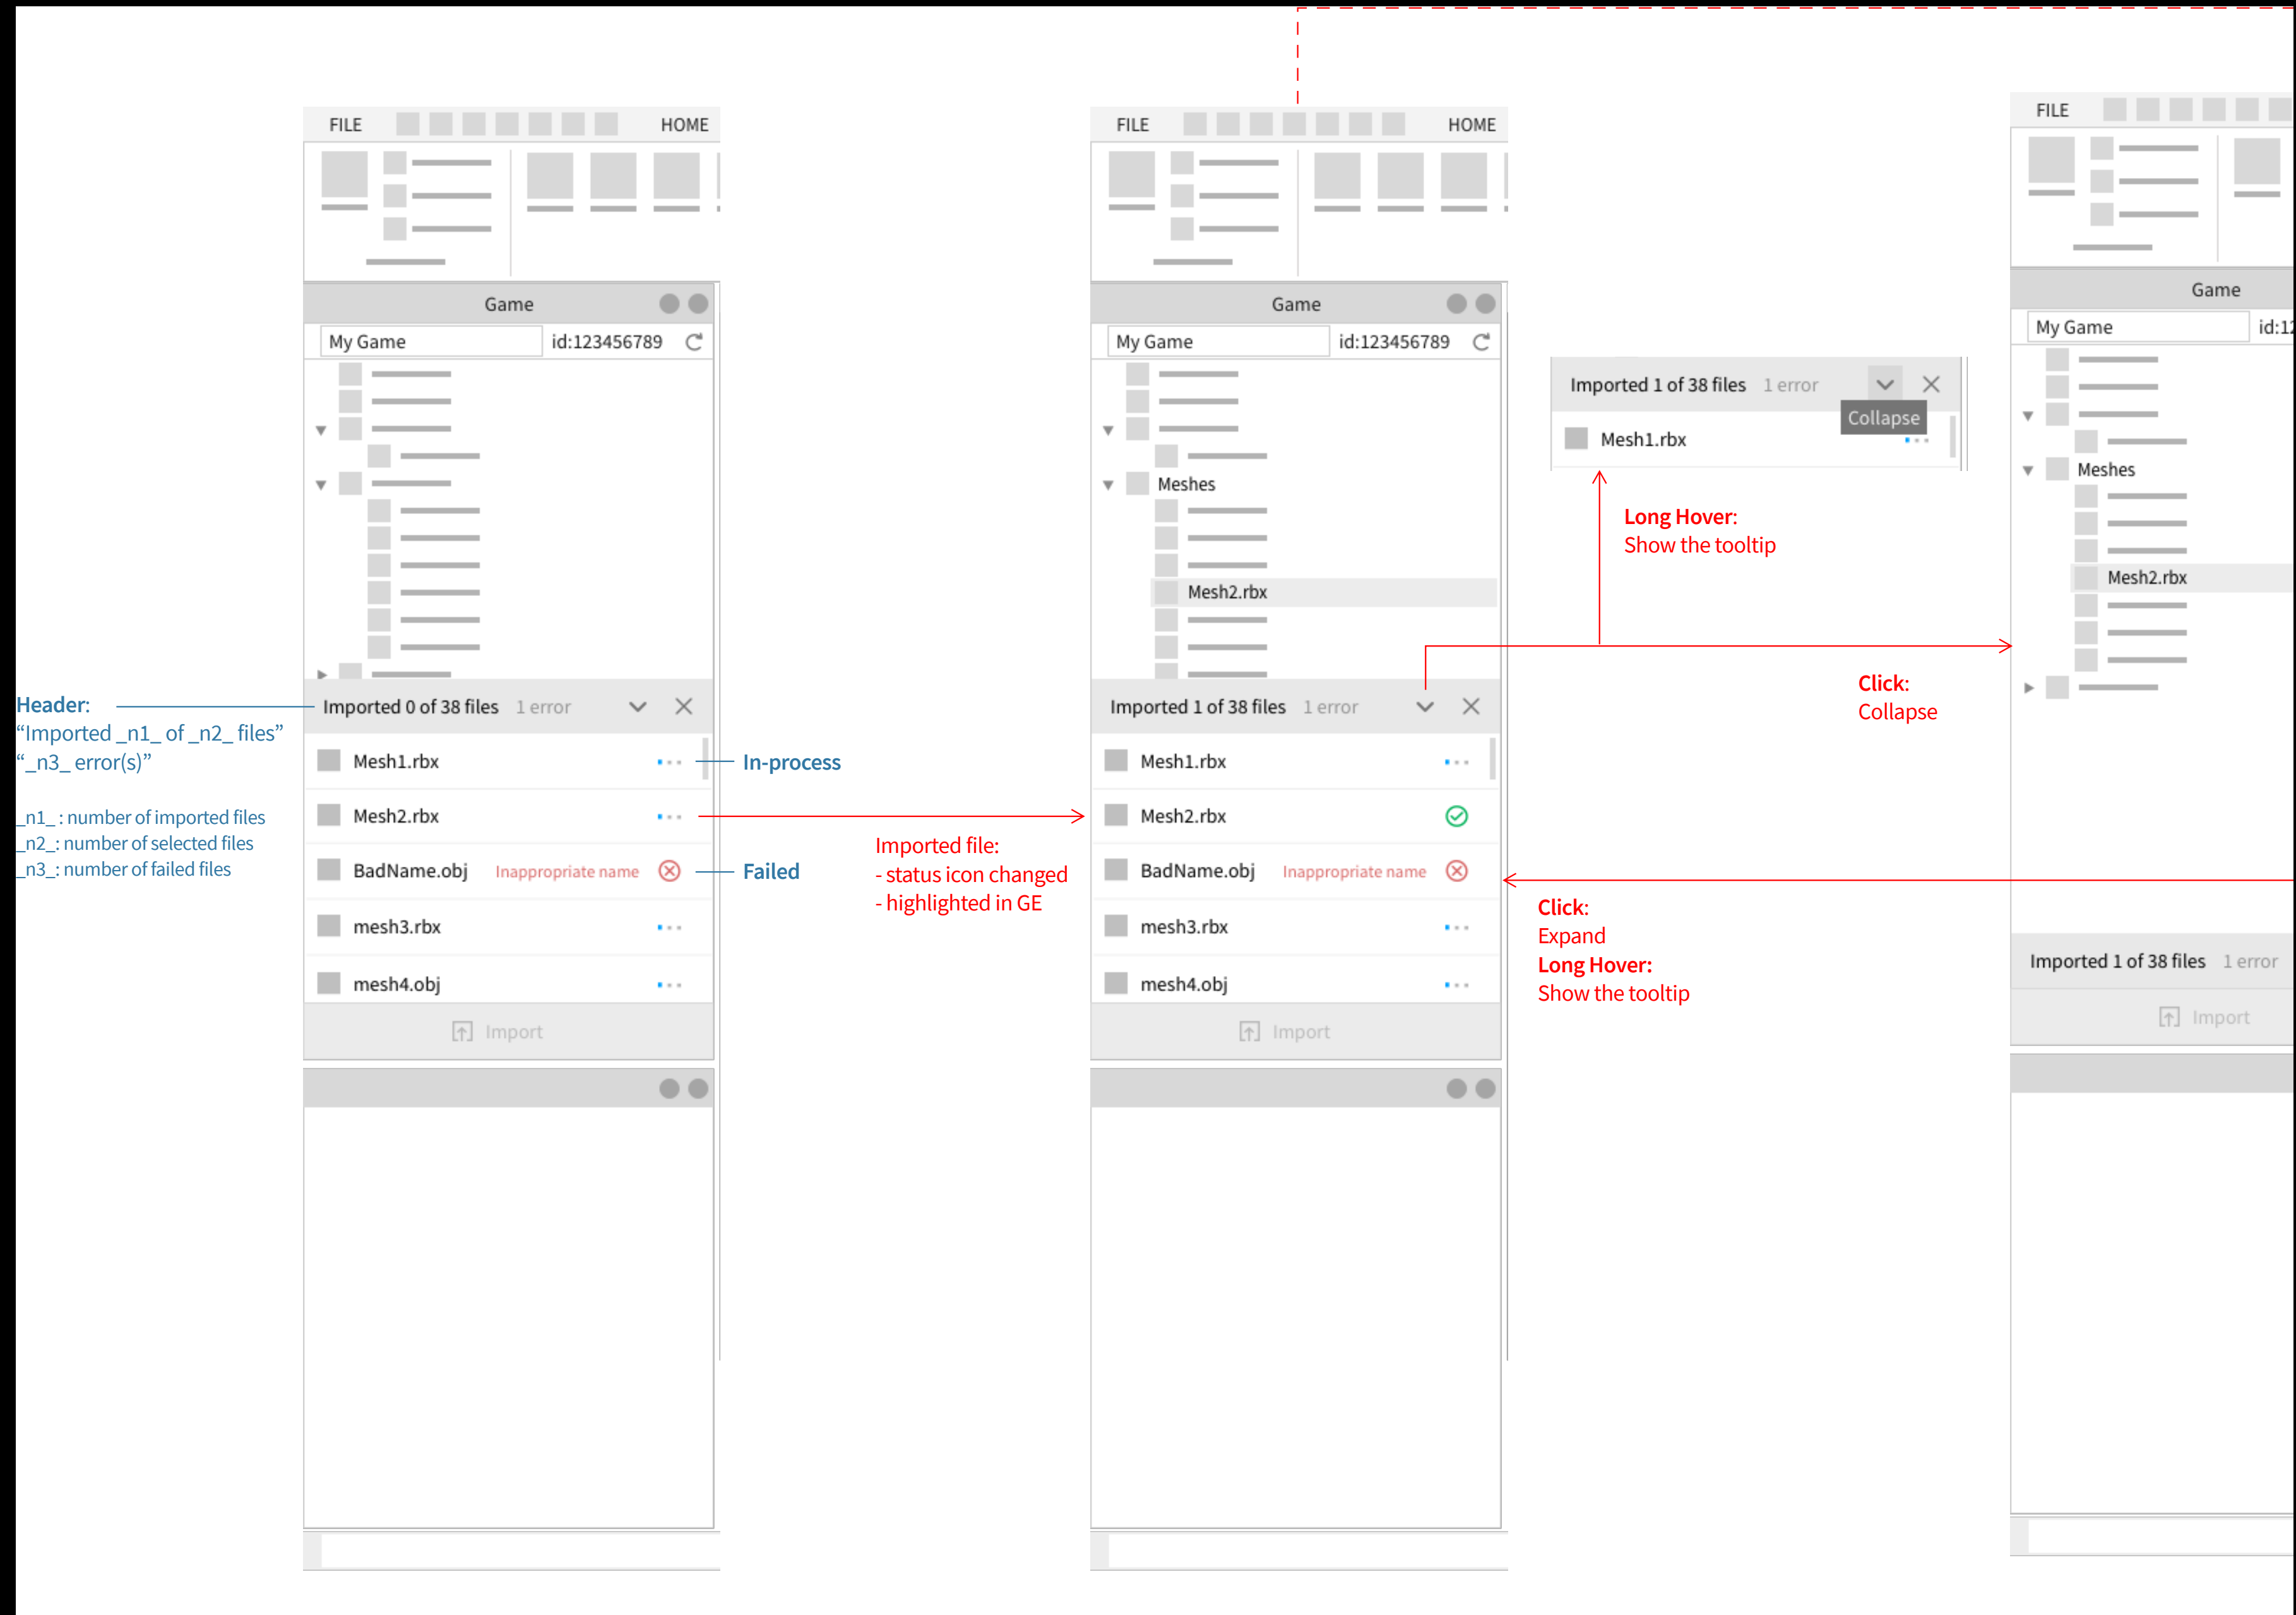 Header:
“Imported _n1_ of _n2_ files”
“_n3_ error(s)”
_n1_ : number of imported files
_n2_: number of selected files
_n3_: number of failed files
FILE
HOME
Game
My Game
id:123456789
Imported 0 of 38 files 1 error
Mesh1.rbx
Mesh2.rbx
BadName.obj Inappropriate name
mesh3.rbx
mesh4.obj
Import
In-process
Failed
Imported file:
- status icon changed
- highlighted in GE
FILE
HOME
Game
My Game
id:123456789
Meshes
Mesh2.rbx
Imported 1 of 38 files 1 error
Mesh1.rbx
Mesh2.rbx
BadName.obj Inappropriate name
mesh3.rbx
mesh4.obj
Import
Imported 1 of 38 files 1 error
Collapse
Mesh1.rbx
Long Hover:
Show the tooltip
Click:
Collapse
Click:
Expand
Long Hover:
Show the tooltip
FILE
Game
My Game
Meshes
Mesh2.rbx
Imported 1 of 38 files 1 error
Import